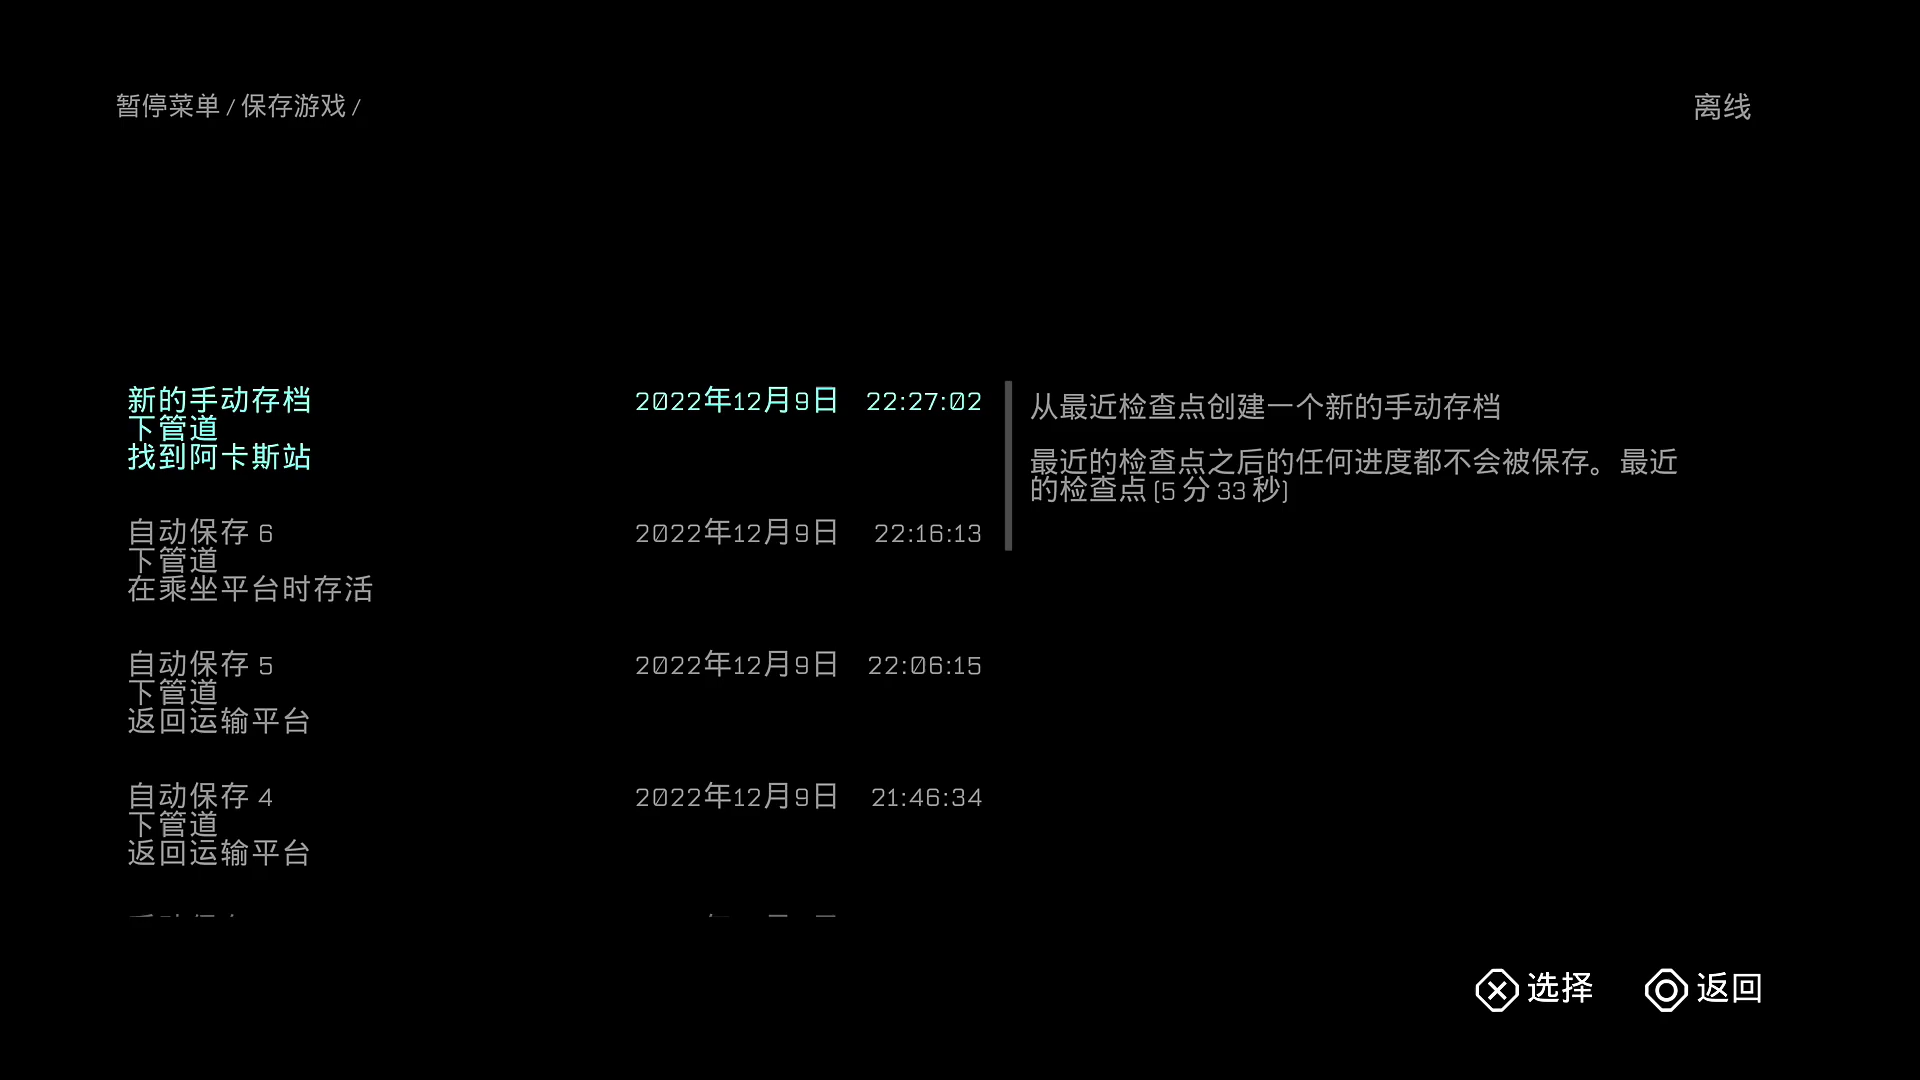 暂停菜单 / 保存游戏 /
离线
新的手动存档 2022年12月9日 22:27:02
下管道
找到阿卡斯站
自动保存 6 2022年12月9日 22:16:13
下管道
在乘坐平台时存活
自动保存 5 2022年12月9日 22:06:15
下管道
返回运输平台
自动保存 4 2022年12月9日 21:46:34
下管道
返回运输平台
从最近检查点创建一个新的手动存档
最近的检查点之后的任何进度都不会被保存。最近
的检查点 [5 分 33 秒]
选择
返回